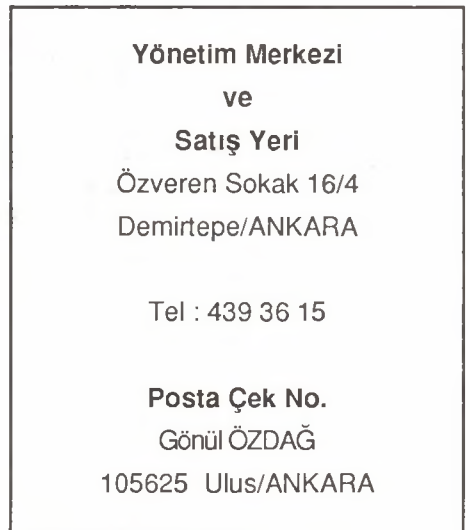 Yönetim Merkezi
ve
Satış Yeri
Özveren Sokak 16/4
Demirtepe/ANKARA
Tel : 439 36 15
Posta Çek No.
Gönül ÖZDAĞ
105625 Ulus/ANKARA